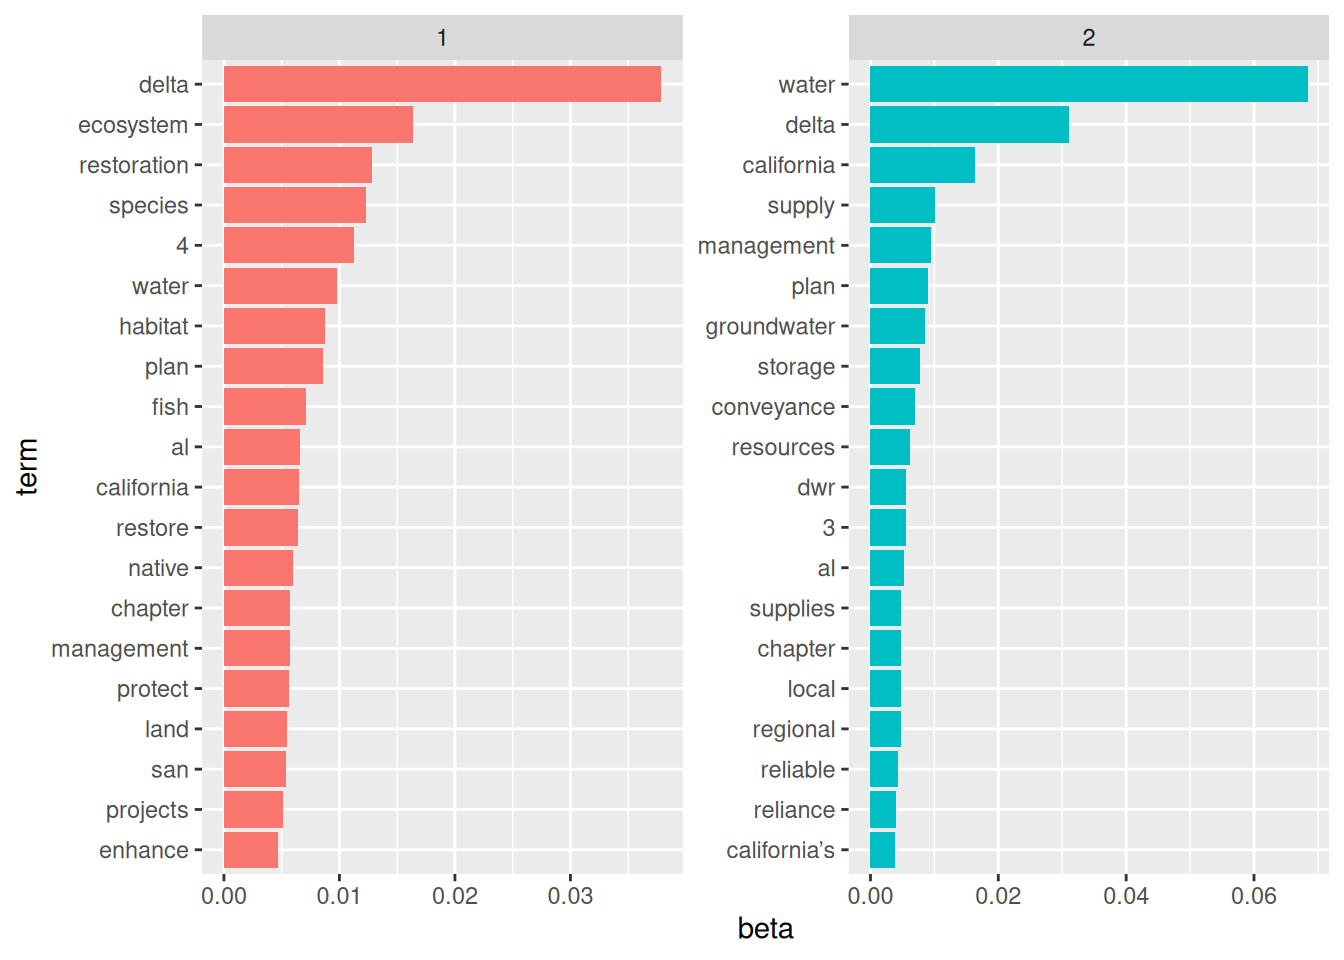 1
delta
ecosystem
restoration
species
4
water
habitat
plan
fish
al
california
restore
native
chapter
management
protect
land
san
projects
enhance
0.00 0.01 0.02 0.03
2
water
delta
california
supply
management
plan
groundwater
storage
conveyance
resources
dwr
3
al
supplies
chapter
local
regional
reliable
reliance
california’s
0.00 0.02 0.04 0.06
term
beta